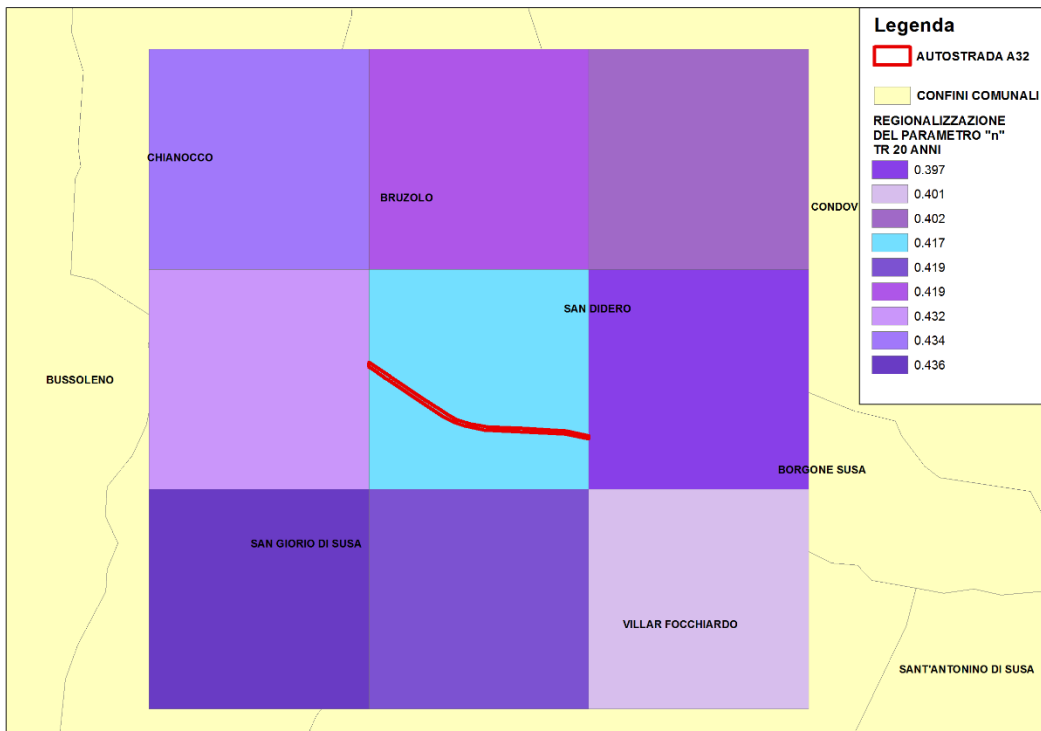 Legenda
AUTOSTRADA A32
CONFINI COMUNALI
REGIONALIZZAZIONE
DEL PARAMETRO "n"
TR 20 ANNI
0.397
0.401
0.402
0.417
0.419
0.419
0.432
0.434
0.436
CHIANOCCO
BRUZOLO
CONDOV
SAN DIDERO
BUSSOLENO
BORGONE SUSA
SAN GIORIO DI SUSA
VILLAR FOCCHIARDO
SANT'ANTONINO DI SUSA